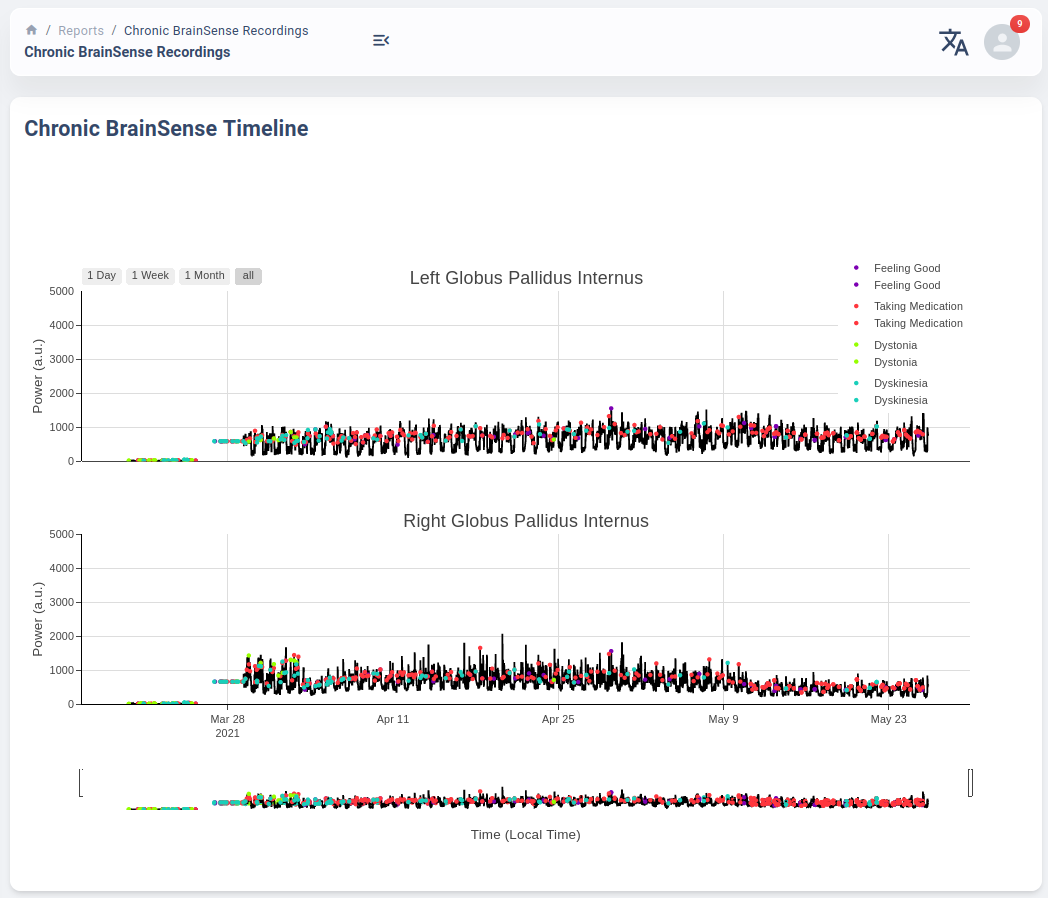 / Reports / Chronic BrainSense Recordings
Chronic BrainSense Recordings
9
Chronic BrainSense Timeline
1 Day 1 Week 1 Month all
Left Globus Pallidus Internus
Feeling Good
Feeling Good
Taking Medication
Taking Medication
Dystonia
Dystonia
Dyskinesia
Dyskinesia
5000
4000
3000
2000
1000
0
Power (a.u.)
Right Globus Pallidus Internus
5000
4000
3000
2000
1000
0
Power (a.u.)
Mar 28 Apr 11 Apr 25 May 9 May 23
2021
Time (Local Time)